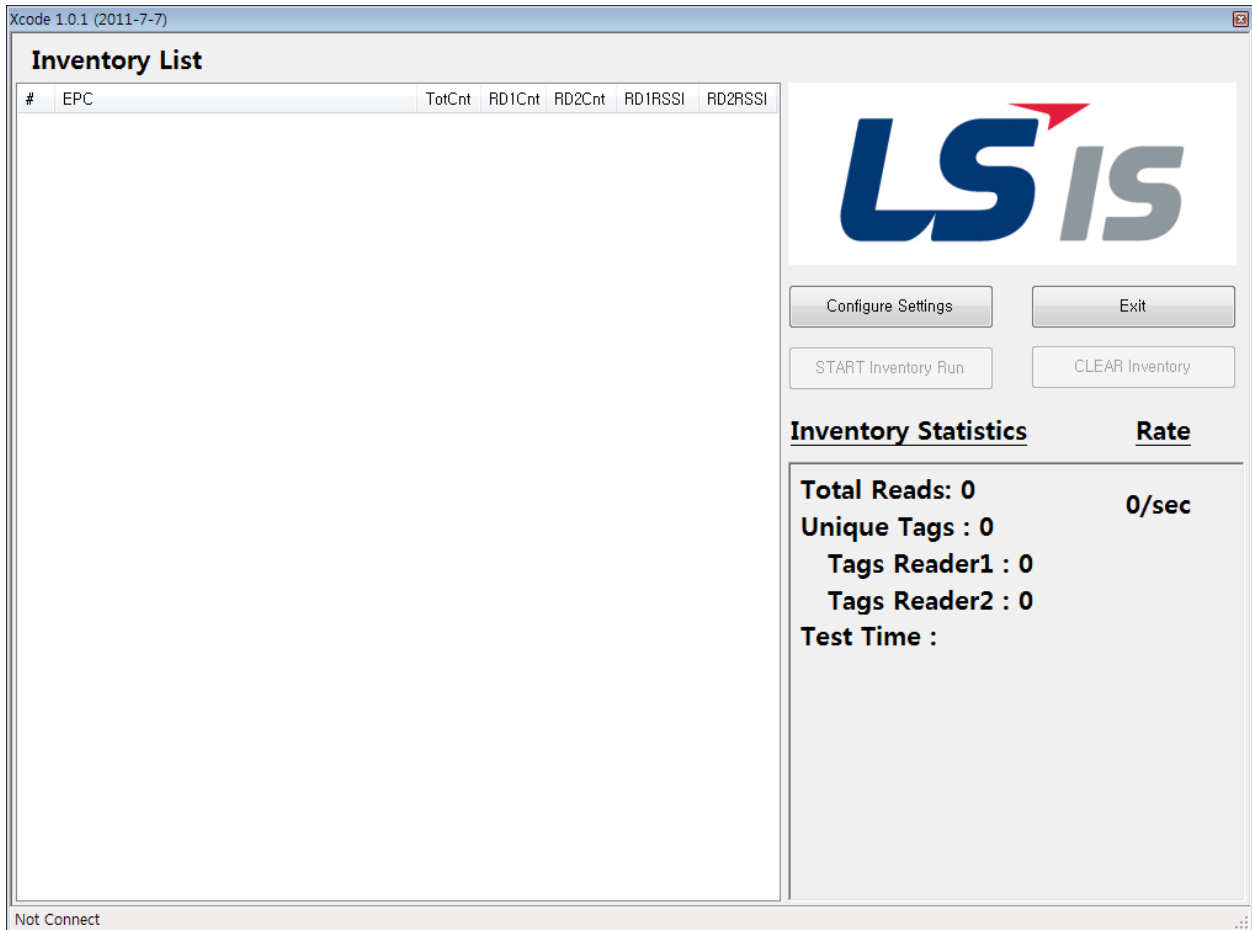 Xcode 1.0.1 (2011-7-7)
Inventory List
# EPC TotCnt RD1Cnt RD2Cnt RD1RSSI RD2RSSI
LS IS
Configure Settings Exit
START Inventory Run CLEAR Inventory
Inventory Statistics Rate
Total Reads: 0
0/sec
Unique Tags : 0
Tags Reader1 : 0
Tags Reader2 : 0
Test Time :
Not Connect